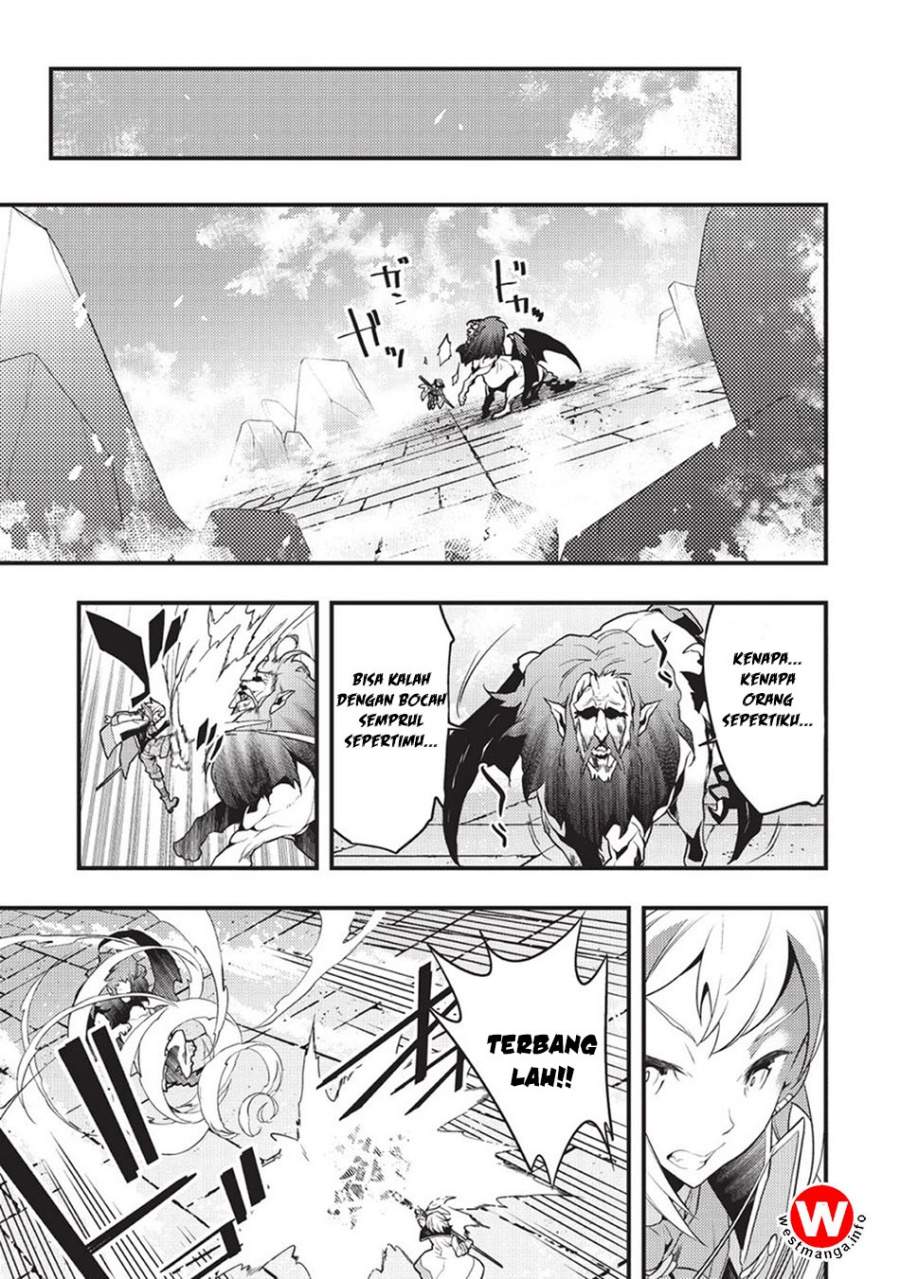 ドカッ
ガン
ガッ
KENAPA...
KENAPA
ORANG
SEPERTIKU...
BISA KALAH
DENGAN BOCAH
SEMPRUL
SEPERTIMU...
TERBANG
LAH!!
W
westmanga.info